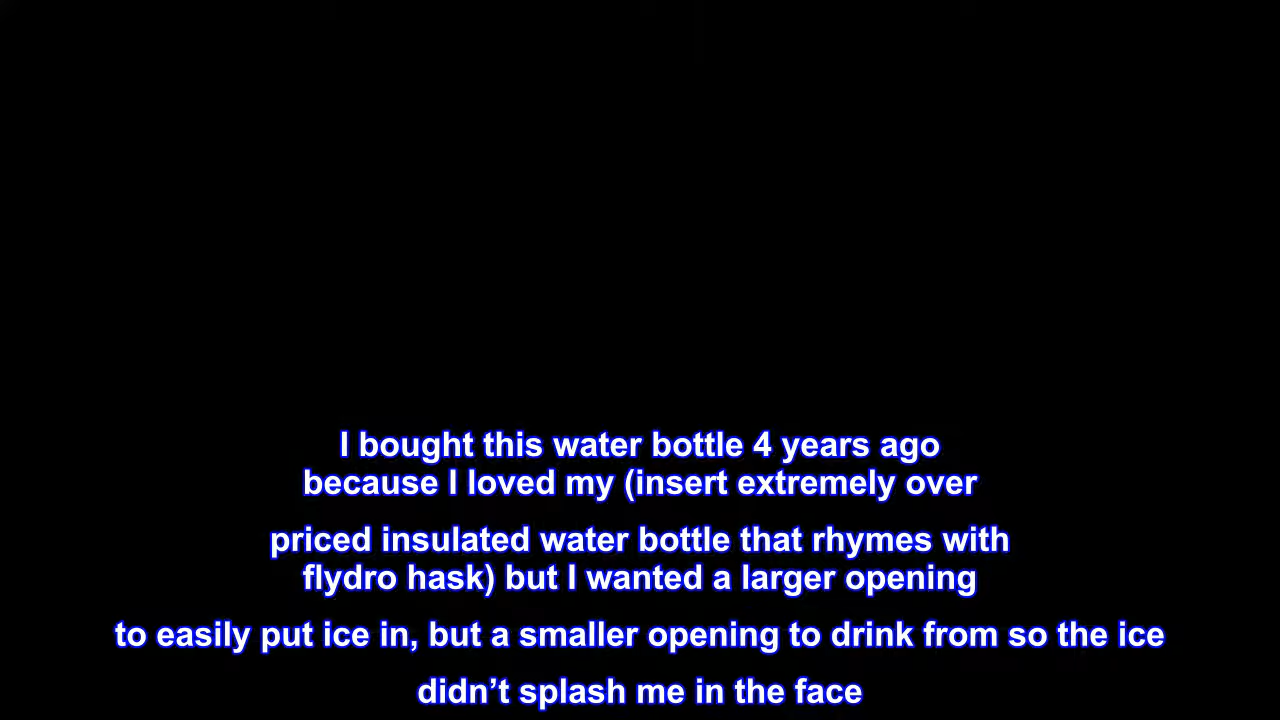 I bought this water bottle 4 years ago
because I loved my (insert extremely over
priced insulated water bottle that rhymes with
flydro hask) but I wanted a larger opening
to easily put ice in, but a smaller opening to drink from so the ice
didn’t splash me in the face